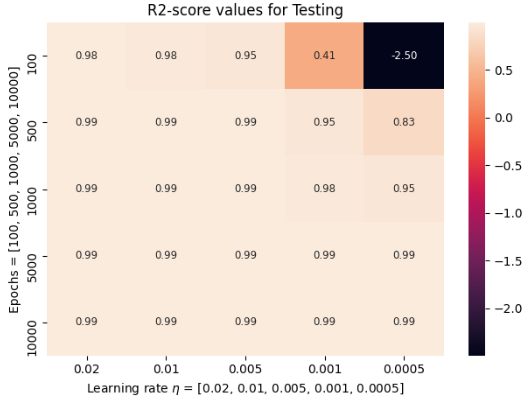 R2-score values for Testing
Epochs = [100, 500, 1000, 5000, 10000]
100 0.98 0.98 0.95 0.41 -2.50
500 0.99 0.99 0.99 0.95 0.83
1000 0.99 0.99 0.99 0.98 0.95
5000 0.99 0.99 0.99 0.99 0.99
10000 0.99 0.99 0.99 0.99 0.99
0.02 0.01 0.005 0.001 0.0005
Learning rate η = [0.02, 0.01, 0.005, 0.001, 0.0005]
0.5
0.0
−0.5
−1.0
−1.5
−2.0